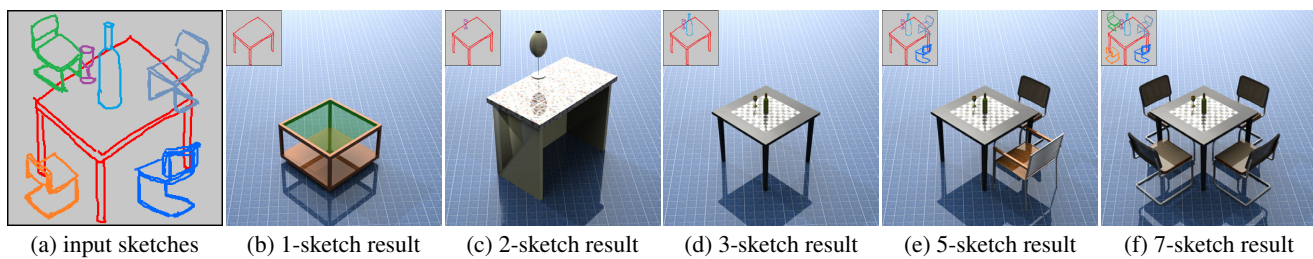 (a) input sketches
(b) 1-sketch result
(c) 2-sketch result
(d) 3-sketch result
(e) 5-sketch result
(f) 7-sketch result